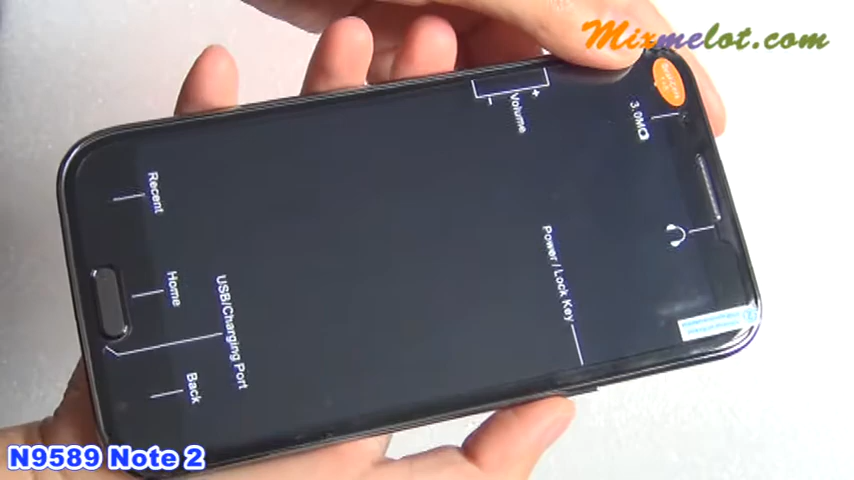 Mixmelot.com
+
Volume
-
3.0M
Recent
Home
USB/Charging Port
Back
Power / Lock Key
N9589 Note 2